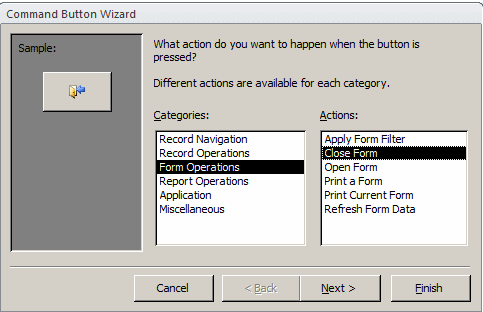 Command Button Wizard
Sample:
What action do you want to happen when the button is
pressed?
Different actions are available for each category.
Categories:
Actions:
Record Navigation
Record Operations
Form Operations
Report Operations
Application
Miscellaneous
Apply Form Filter
Close Form
Open Form
Print a Form
Print Current Form
Refresh Form Data
Cancel
< Back
Next >
Finish